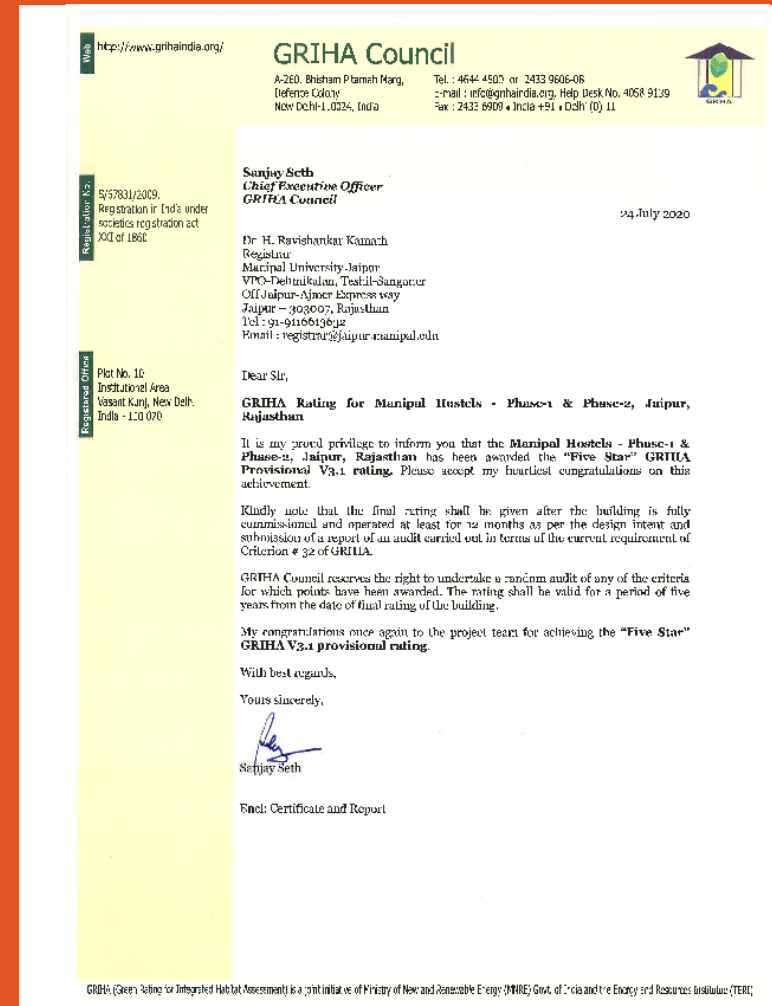 Web
http://www.grihaindia.org/
GRIHA Council
A-260, Bhisham Pitamah Marg,
Defence Colony
New Delhi-110024, India
Tel. : 4644 4500 or 2433 9606-08
E-mail : info@grihaindia.org, Help Desk No. 4058 9139
Fax : 2433 6909 • India +91 • Delhi (0) 11
GRIHA
Registration No.
S/67831/2009,
Registration in India under
societies registration act
XXI of 1860
Sanjay Seth
Chief Executive Officer
GRIHA Council
24 July 2020
Dr. H. Ravishankar Kamath
Registrar
Manipal University Jaipur
VPO-Dehmikalan, Teshil-Sanganer
Off Jaipur-Ajmer Express way
Jaipur – 303007, Rajasthan
Tel : 91-9116613632
Email : registrar@jaipur.manipal.edu
Registered Office
Plot No. 10
Institutional Area
Vasant Kunj, New Delhi
India - 110 070
Dear Sir,
GRIHA Rating for Manipal Hostels - Phase-1 & Phase-2, Jaipur,
Rajasthan
It is my proud privilege to inform you that the Manipal Hostels - Phase-1 &
Phase-2, Jaipur, Rajasthan has been awarded the “Five Star” GRIHA
Provisional V3.1 rating. Please accept my heartiest congratulations on this
achievement.
Kindly note that the final rating shall be given after the building is fully
commissioned and operated at least for 12 months as per the design intent and
submission of a report of an audit carried out in terms of the current requirement of
Criterion # 32 of GRIHA.
GRIHA Council reserves the right to undertake a random audit of any of the criteria
for which points have been awarded. The rating shall be valid for a period of five
years from the date of final rating of the building.
My congratulations once again to the project team for achieving the “Five Star”
GRIHA V3.1 provisional rating.
With best regards,
Yours sincerely,
Sanjay Seth
Encl: Certificate and Report
GRIHA (Green Rating for Integrated Habitat Assessment) is a joint initiative of Ministry of New and Renewable Energy (MNRE) Govt. of India and the Energy and Resources Institute (TERI)